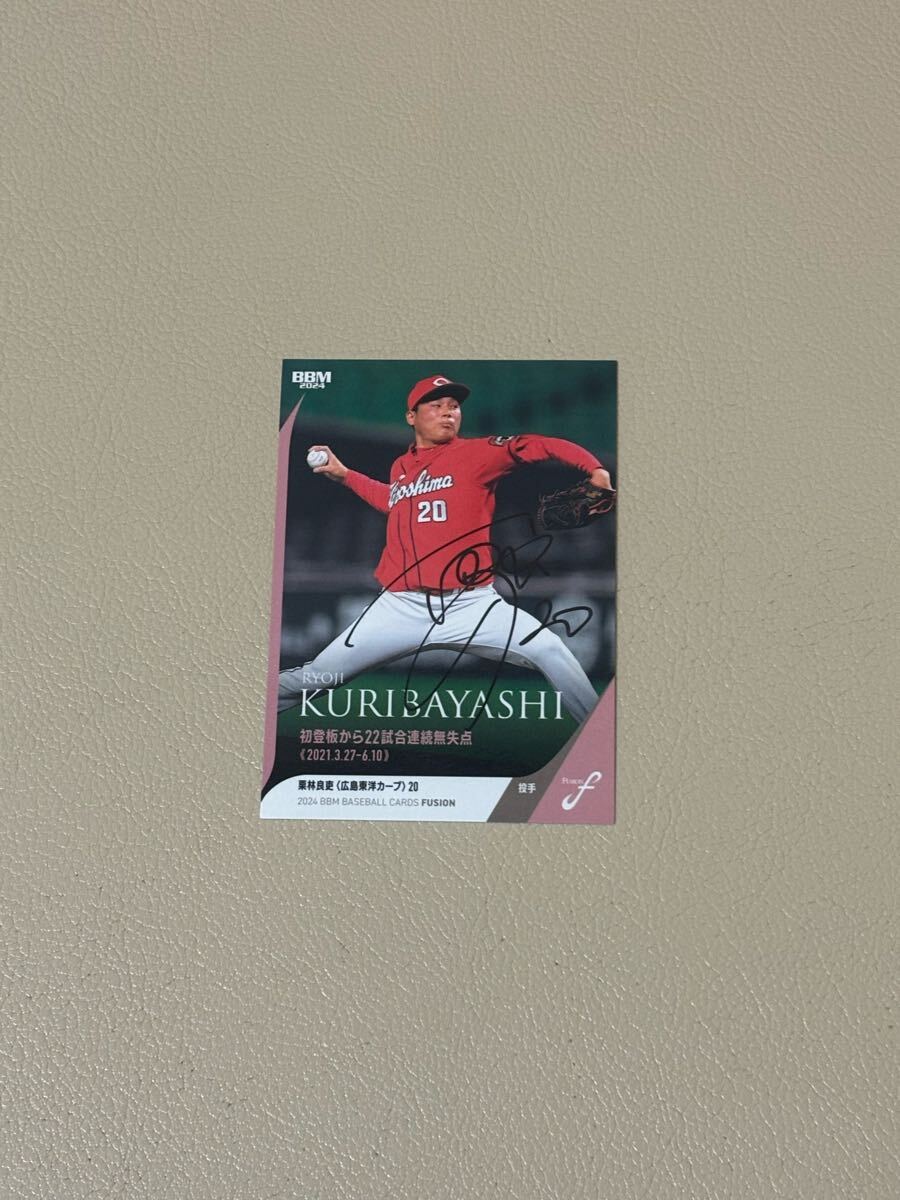 BBM
2024
Hiroshima
20
20
RYOJI
KURIBAYASHI
初登板から22試合連続無失点
《2021.3.27-6.10》
栗林良吏〈広島東洋カープ〉20
投手
2024 BBM BASEBALL CARDS FUSION
FUSION
f